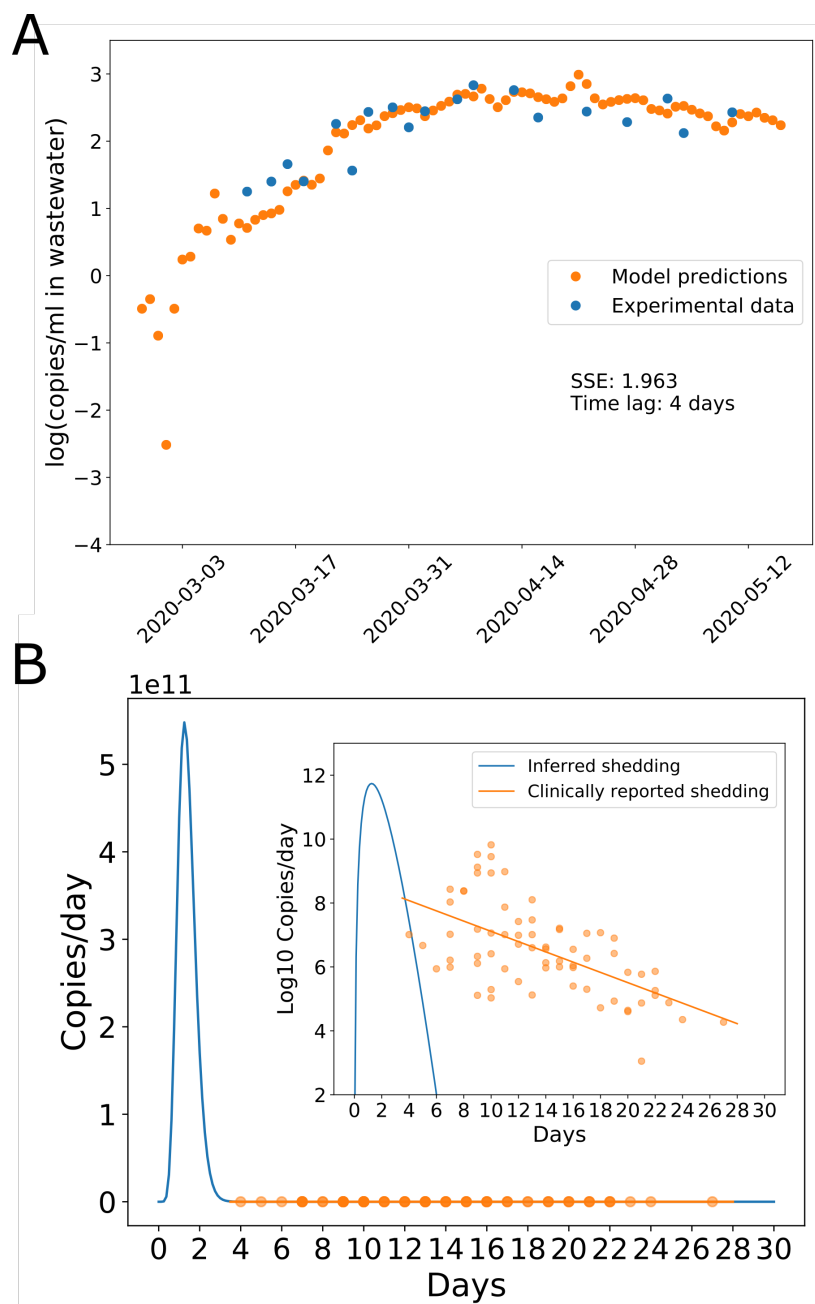 A
log(copies/ml in wastewater)
3
2
1
0
−1
−2
−3
−4
Model predictions
Experimental data
SSE: 1.963
Time lag: 4 days
2020-03-03
2020-03-17
2020-03-31
2020-04-14
2020-04-28
2020-05-12
B
1e11
Copies/day
5
4
3
2
1
0
Log10 Copies/day
12
10
8
6
4
2
Inferred shedding
Clinically reported shedding
0 2 4 6 8 10 12 14 16 18 20 22 24 26 28 30
Days
0 2 4 6 8 10 12 14 16 18 20 22 24 26 28 30
Days